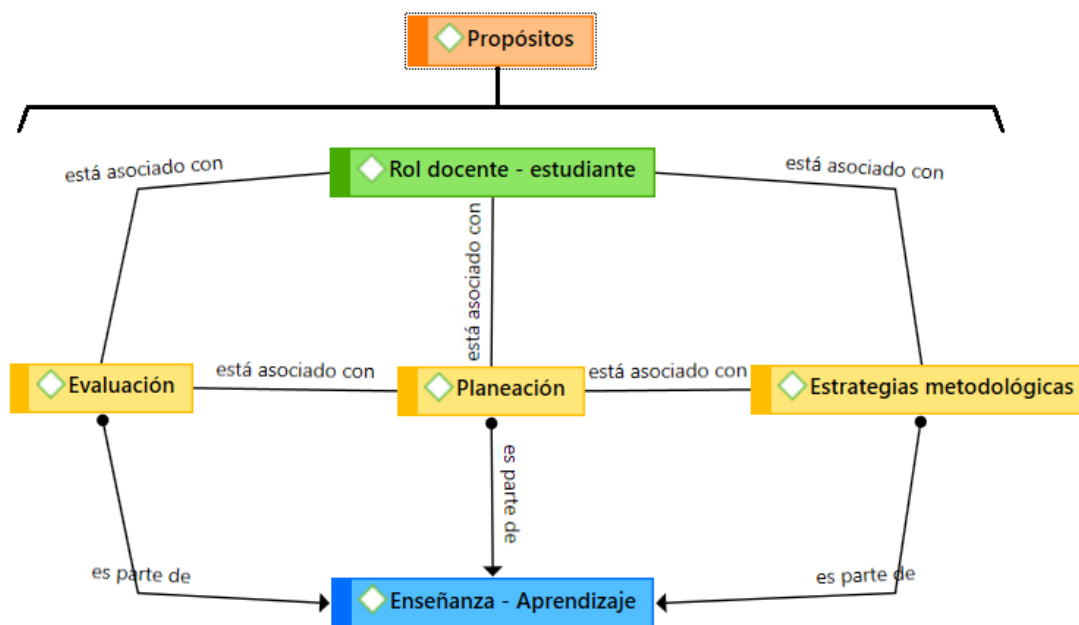 Propósitos
está asociado con
Rol docente - estudiante
está asociado con
está asociado con
Evaluación
está asociado con
Planeación
está asociado con
Estrategias metodológicas
es parte de
es parte de
es parte de
Enseñanza - Aprendizaje